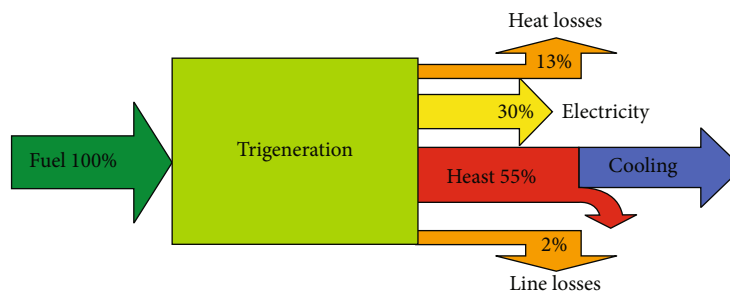 Heat losses
13%
30%
Electricity
Fuel 100%
Trigeneration
Heast 55%
Cooling
2%
Line losses